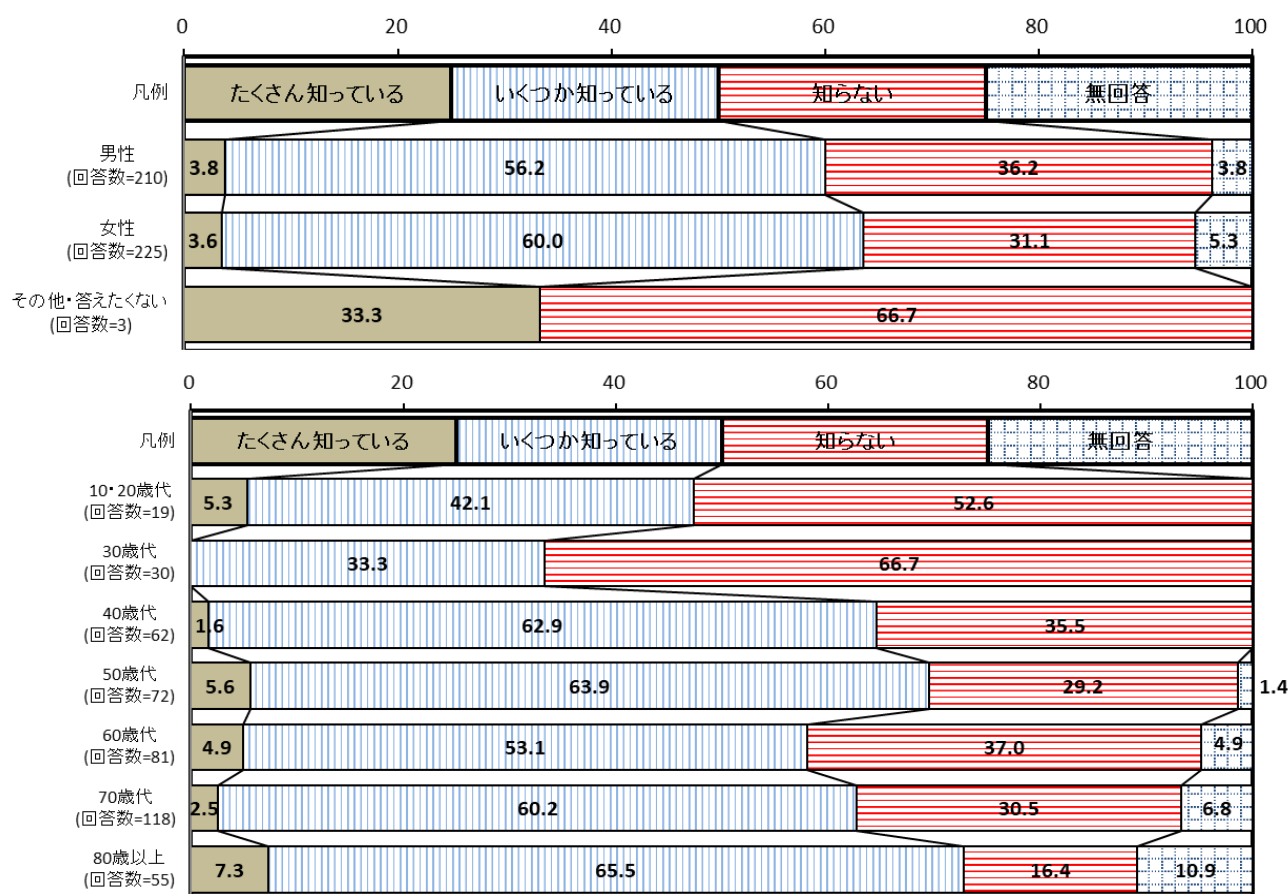 0 20 40 60 80 100
凡例 たくさん知っている いくつか知っている 知らない 無回答
男性
(回答数=210)
3.8 56.2 36.2 3.8
女性
(回答数=225)
3.6 60.0 31.1 5.3
その他・答えたくない
(回答数=3)
33.3 66.7
0 20 40 60 80 100
凡例 たくさん知っている いくつか知っている 知らない 無回答
10・20歳代
(回答数=19)
5.3 42.1 52.6
30歳代
(回答数=30)
33.3 66.7
40歳代
(回答数=62)
1.6 62.9 35.5
50歳代
(回答数=72)
5.6 63.9 29.2 1.4
60歳代
(回答数=81)
4.9 53.1 37.0 4.9
70歳代
(回答数=118)
2.5 60.2 30.5 6.8
80歳以上
(回答数=55)
7.3 65.5 16.4 10.9